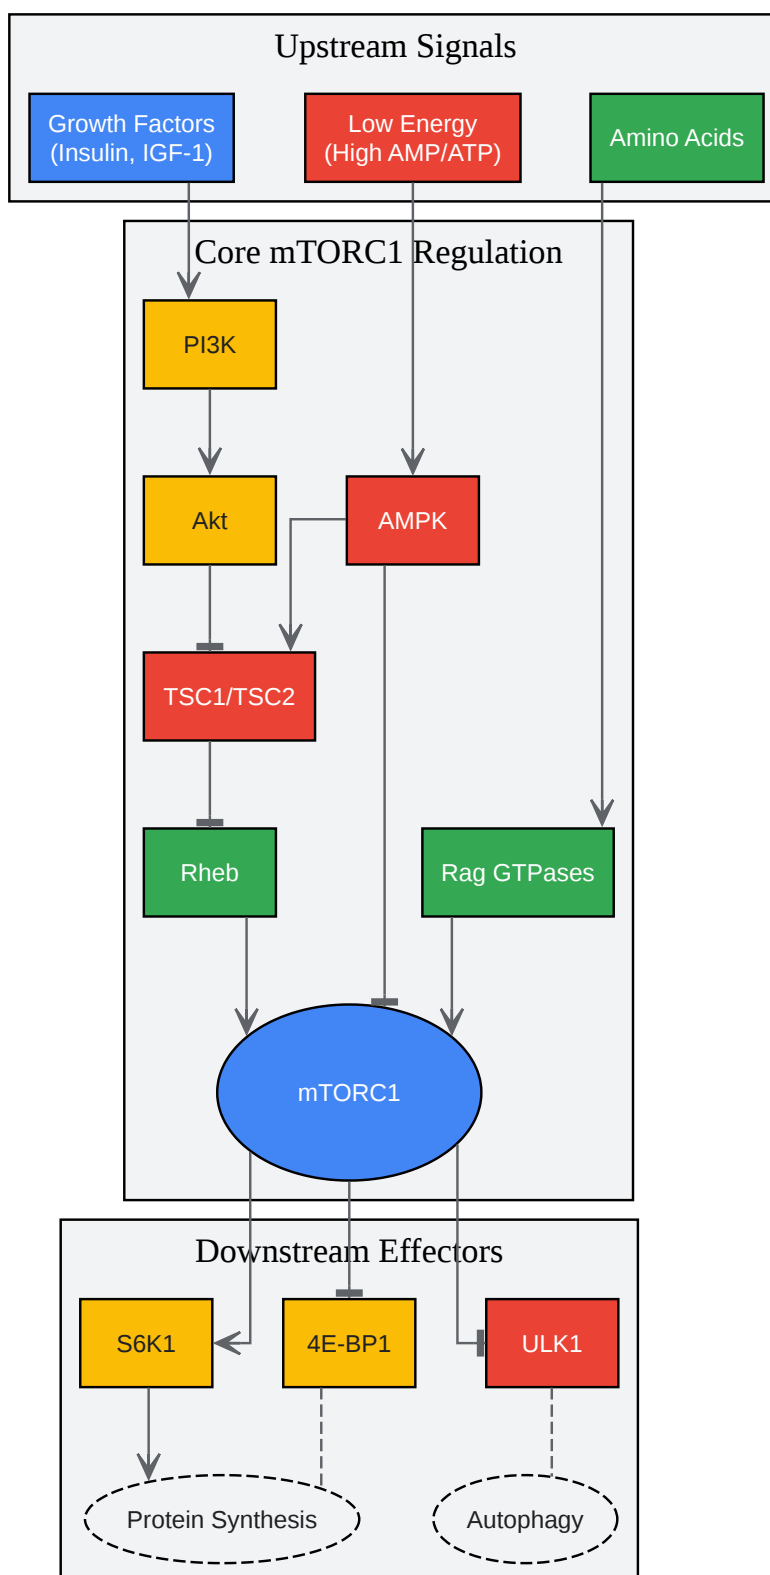 Upstream Signals
Growth Factors
(Insulin, IGF-1)
Low Energy
(High AMP/ATP)
Amino Acids
Core mTORC1 Regulation
PI3K
Akt
AMPK
TSC1/TSC2
Rheb
Rag GTPases
mTORC1
Downstream Effectors
S6K1
4E-BP1
ULK1
Protein Synthesis
Autophagy